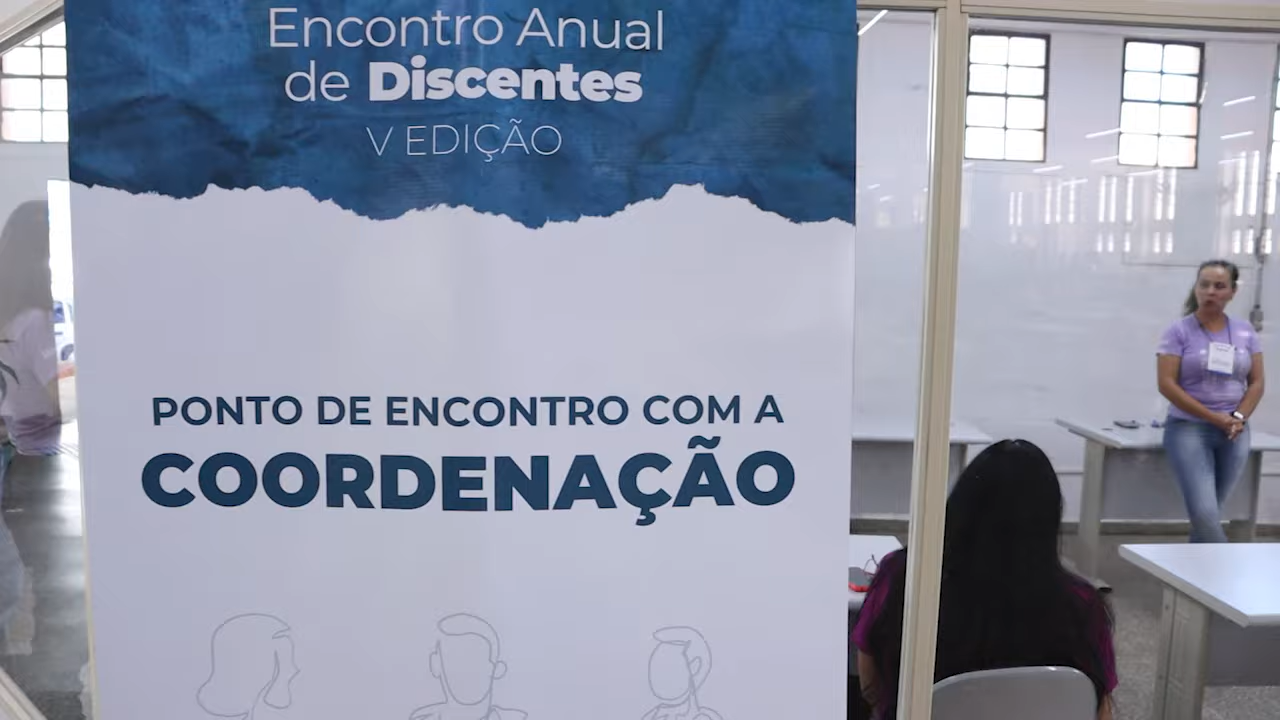 Encontro Anual
de Discentes
V EDIÇÃO
PONTO DE ENCONTRO COM A
COORDENAÇÃO